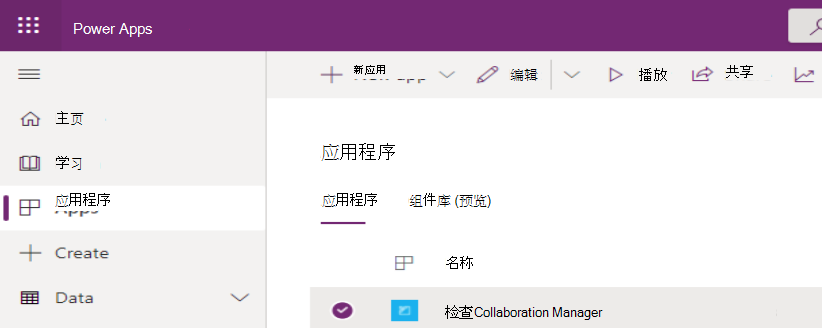 Power Apps
新应用
编辑
播放
共享
主页
学习
应用程序
Apps
Create
Data
应用程序
应用程序
组件库 (预览)
名称
检查Collaboration Manager